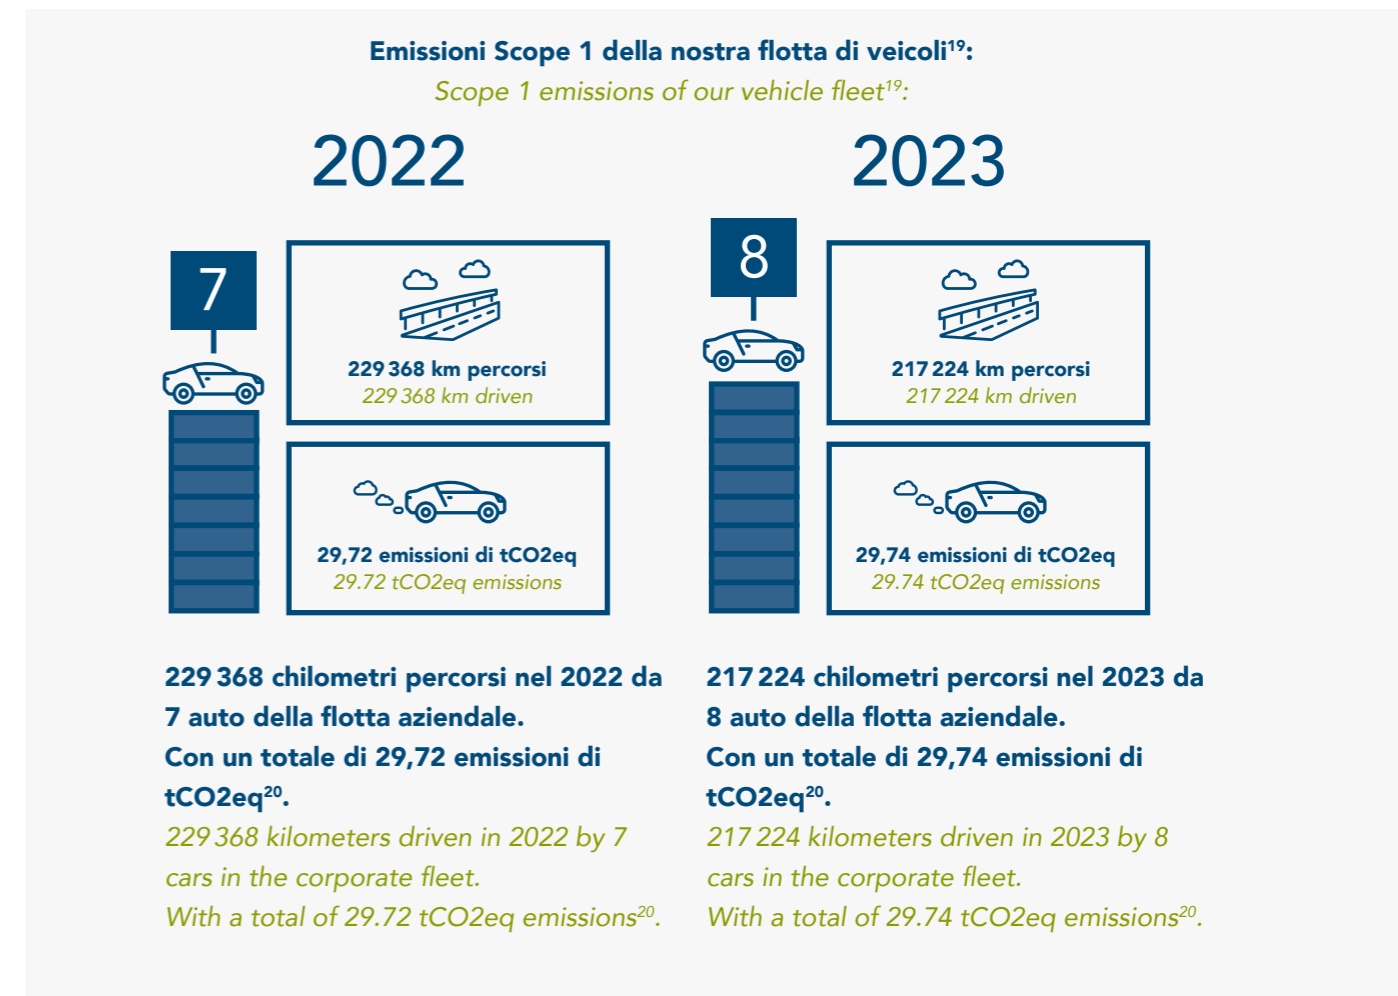 Emissioni Scope 1 della nostra flotta di veicoli¹⁹:
Scope 1 emissions of our vehicle fleet¹⁹:
2022
7
229 368 km percorsi
229 368 km driven
29,72 emissioni di tCO2eq
29.72 tCO2eq emissions
229 368 chilometri percorsi nel 2022 da
7 auto della flotta aziendale.
Con un totale di 29,72 emissioni di
tCO2eq²⁰.
229 368 kilometers driven in 2022 by 7
cars in the corporate fleet.
With a total of 29.72 tCO2eq emissions²⁰.
2023
8
217 224 km percorsi
217 224 km driven
29,74 emissioni di tCO2eq
29.74 tCO2eq emissions
217 224 chilometri percorsi nel 2023 da
8 auto della flotta aziendale.
Con un totale di 29,74 emissioni di
tCO2eq²⁰.
217 224 kilometers driven in 2023 by 8
cars in the corporate fleet.
With a total of 29.74 tCO2eq emissions²⁰.